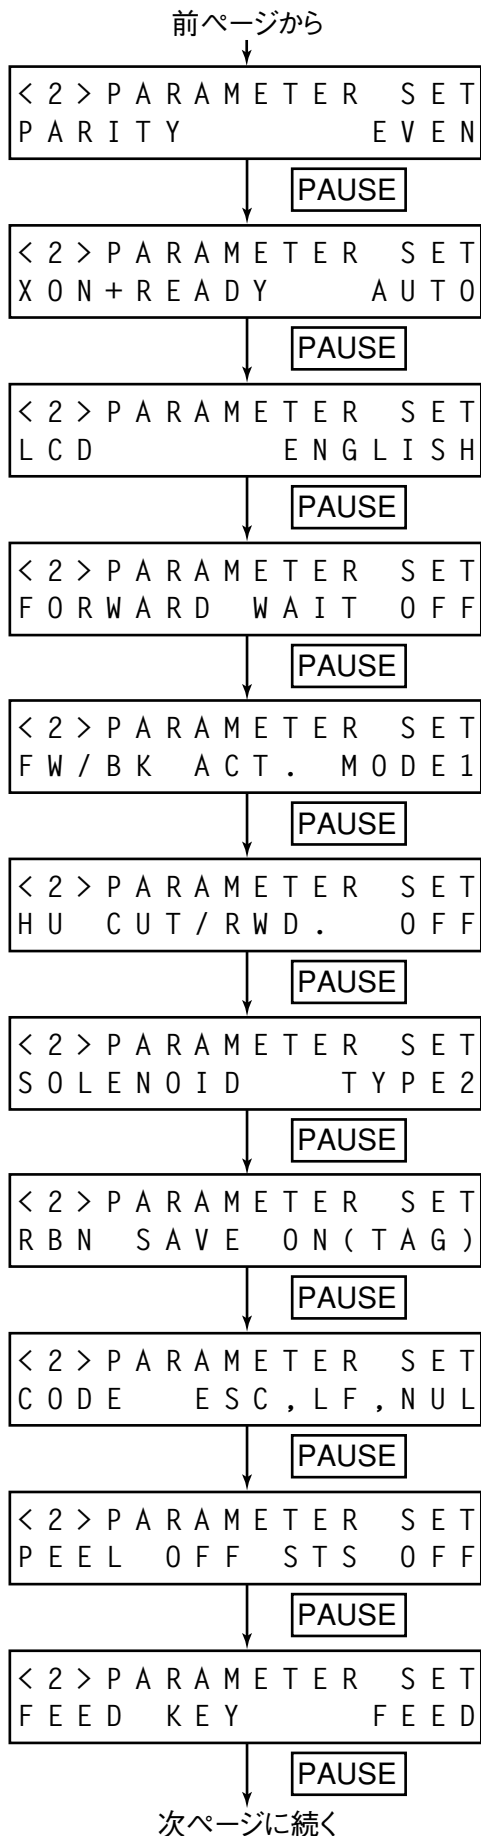 前ページから
<2>PARAMETER SET
PARITY EVEN
PAUSE
<2>PARAMETER SET
XON+READY AUTO
PAUSE
<2>PARAMETER SET
LCD ENGLISH
PAUSE
<2>PARAMETER SET
FORWARD WAIT OFF
PAUSE
<2>PARAMETER SET
FW/BK ACT. MODE1
PAUSE
<2>PARAMETER SET
HU CUT/RWD. OFF
PAUSE
<2>PARAMETER SET
SOLENOID TYPE2
PAUSE
<2>PARAMETER SET
RBN SAVE ON(TAG)
PAUSE
<2>PARAMETER SET
CODE ESC,LF,NUL
PAUSE
<2>PARAMETER SET
PEEL OFF STS OFF
PAUSE
<2>PARAMETER SET
FEED KEY FEED
PAUSE
次ページに続く